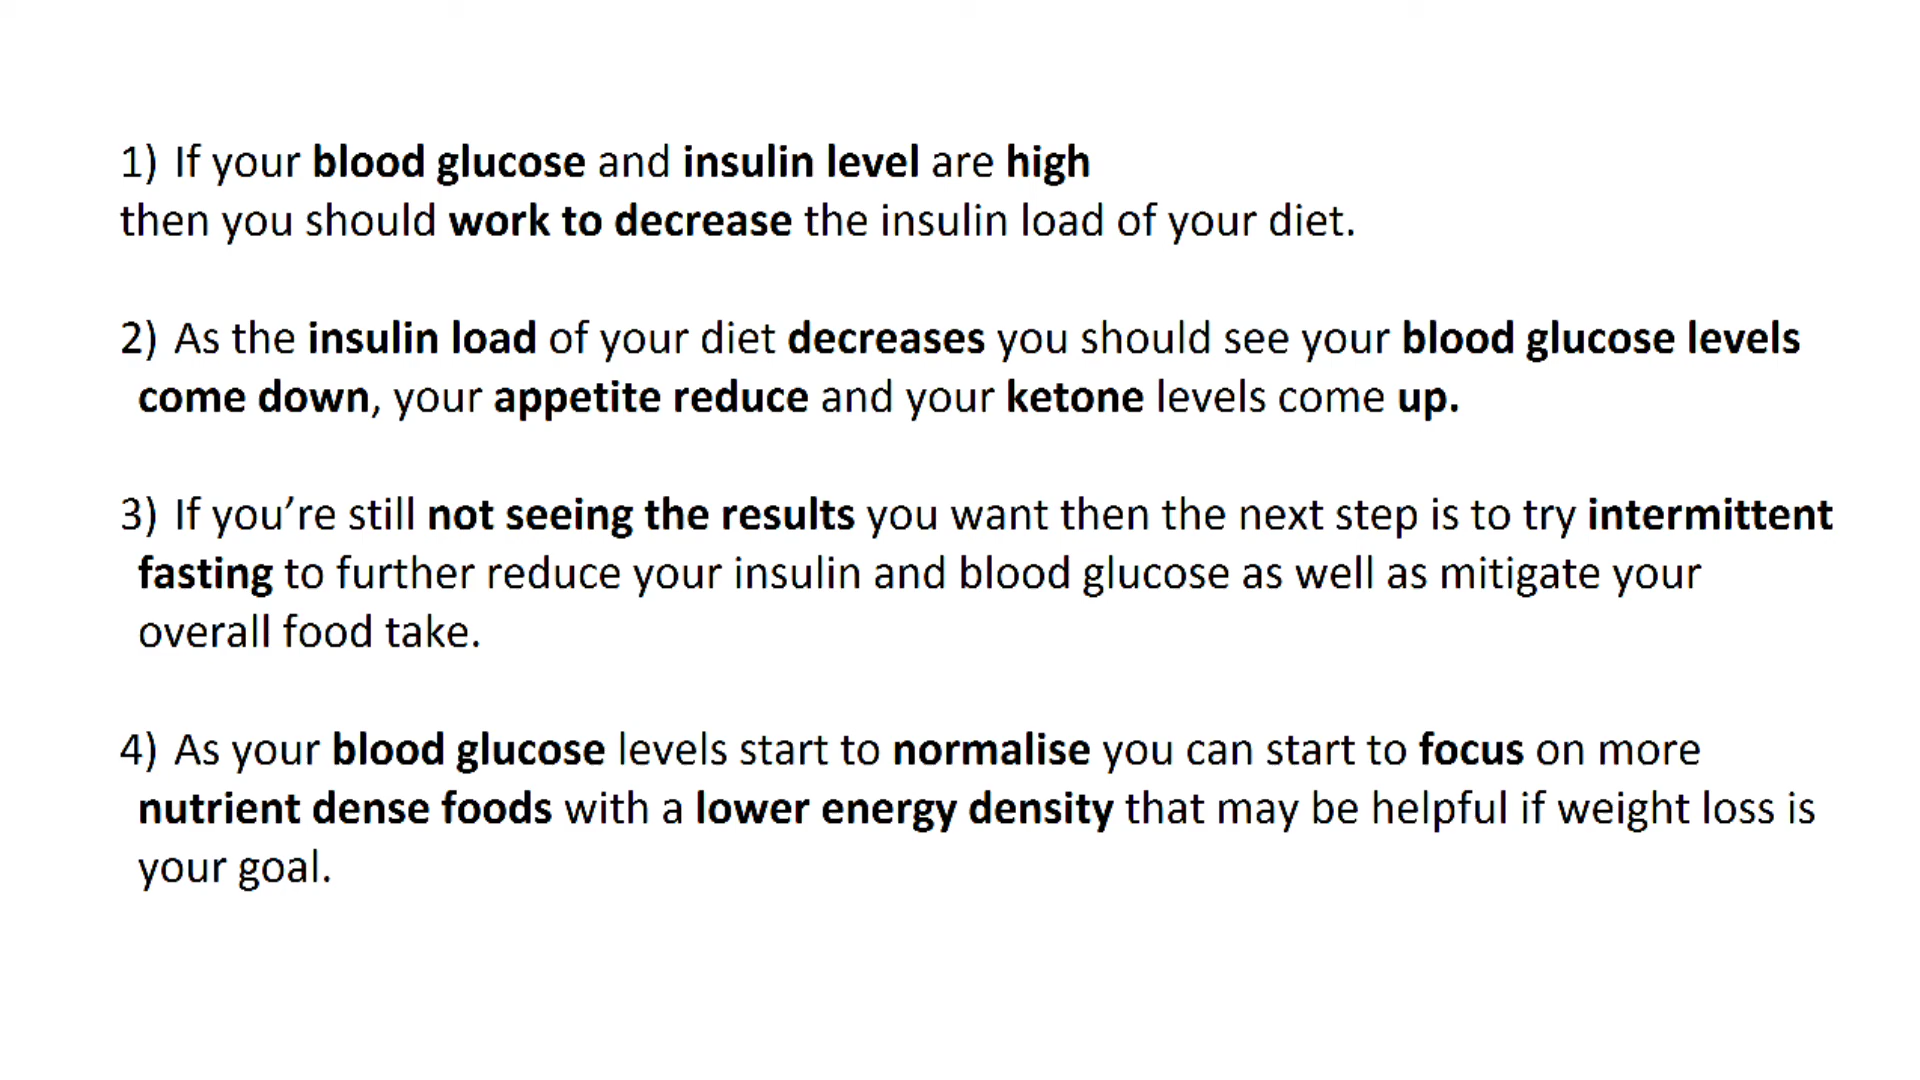 1) If your blood glucose and insulin level are high
then you should work to decrease the insulin load of your diet.
2) As the insulin load of your diet decreases you should see your blood glucose levels
come down, your appetite reduce and your ketone levels come up.
3) If you’re still not seeing the results you want then the next step is to try intermittent
fasting to further reduce your insulin and blood glucose as well as mitigate your
overall food take.
4) As your blood glucose levels start to normalise you can start to focus on more
nutrient dense foods with a lower energy density that may be helpful if weight loss is
your goal.